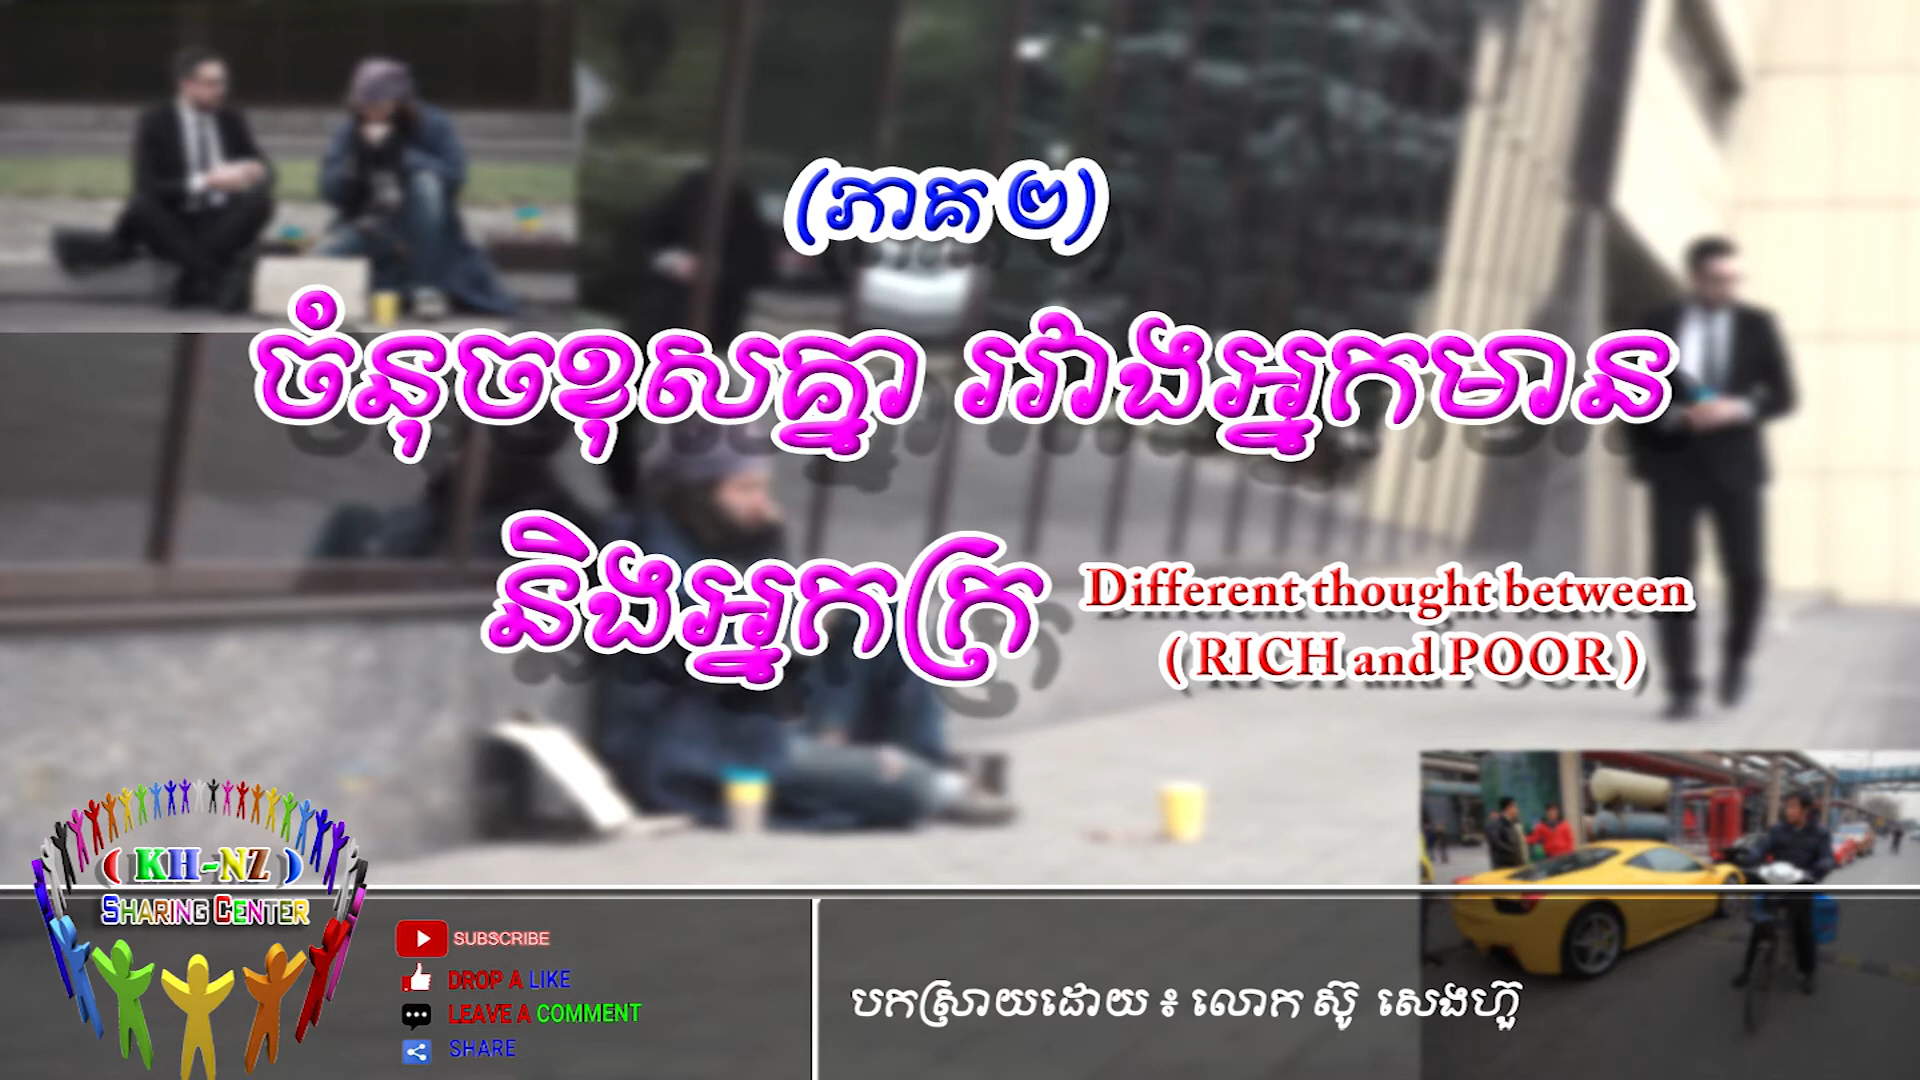 (ភាគ ២)
ចំនុចខុសគ្នា រវាងអ្នកមាន
និងអ្នកក្រ
Different thought between
( RICH and POOR )
( KH-NZ )
SHARING CENTER
SUBSCRIBE
DROP A LIKE
LEAVE A COMMENT
SHARE
បកស្រាយដោយ ៖ លោក ស៊ូ សេងហ៊ួ